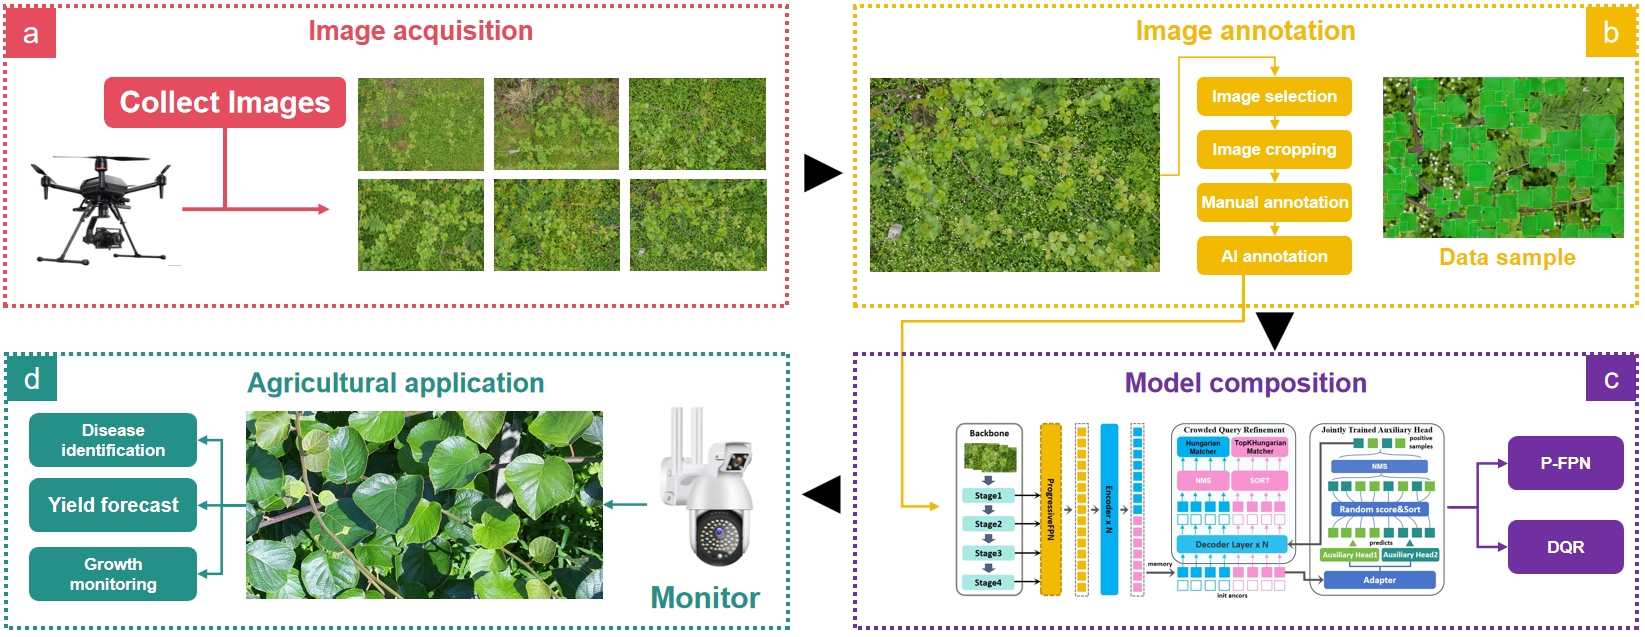 a
Image acquisition
Collect Images
b
Image annotation
Image selection
Image cropping
Manual annotation
AI annotation
Data sample
c
Model composition
Backbone
Stage1
Stage2
Stage3
Stage4
ProgressiveFPN
Encoder x N
memory
Crowded Query Refinement
Hungarian
Matcher
TopKHungarian
Matcher
NMS
SORT
Decoder Layer x N
init ancors
Jointly Trained Auxiliary Head
positive
samples
NMS
Random score&Sort
predicts
Auxiliary Head1
Auxiliary Head2
Adapter
P-FPN
DQR
d
Agricultural application
Disease
identification
Yield forecast
Growth
monitoring
Monitor